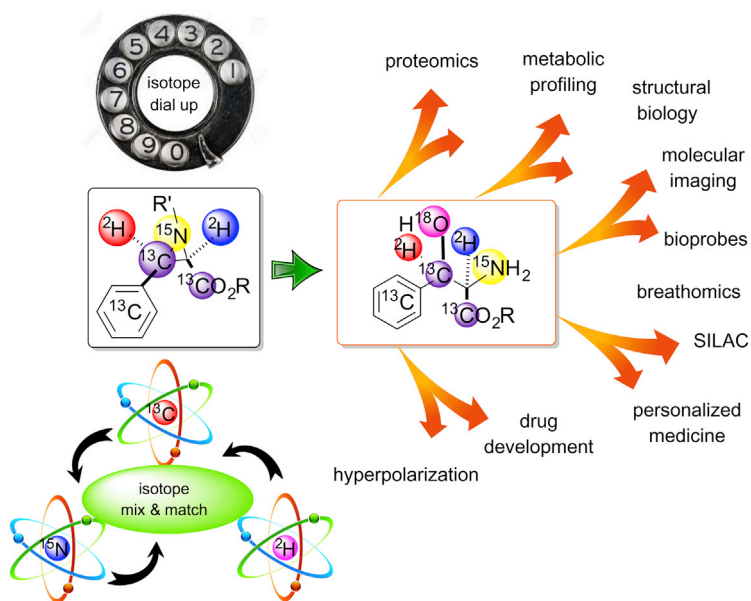 5
4
3
2
1
6
7
8
9
0
isotope
dial up
proteomics
metabolic
profiling
structural
biology
molecular
imaging
bioprobes
breathomics
SILAC
personalized
medicine
drug
development
hyperpolarization
R'
²H
¹⁵N
²H
¹³C
¹³CO₂R
¹³C
H¹⁸O
²H
²H
¹³C
¹⁵NH₂
¹³C
¹³CO₂R
¹³C
isotope
mix & match
¹⁵N
²H